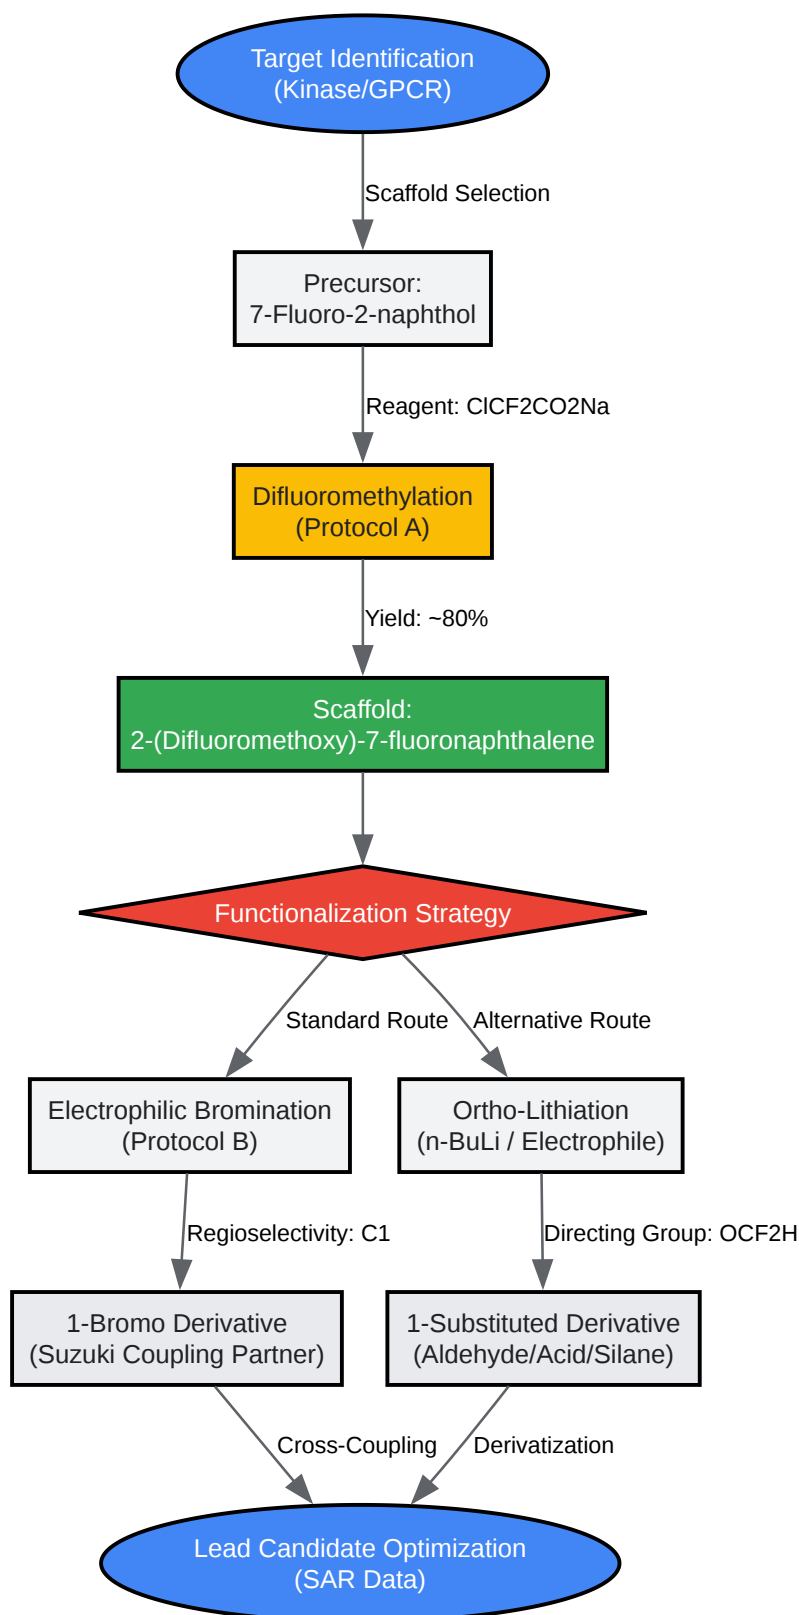 Target Identification
(Kinase/GPCR)
Scaffold Selection
Precursor:
7-Fluoro-2-naphthol
Reagent: ClCF2CO2Na
Difluoromethylation
(Protocol A)
Yield: ~80%
Scaffold:
2-(Difluoromethoxy)-7-fluoronaphthalene
Functionalization Strategy
Standard Route
Alternative Route
Electrophilic Bromination
(Protocol B)
Ortho-Lithiation
(n-BuLi / Electrophile)
Regioselectivity: C1
Directing Group: OCF2H
1-Bromo Derivative
(Suzuki Coupling Partner)
1-Substituted Derivative
(Aldehyde/Acid/Silane)
Cross-Coupling
Derivatization
Lead Candidate Optimization
(SAR Data)